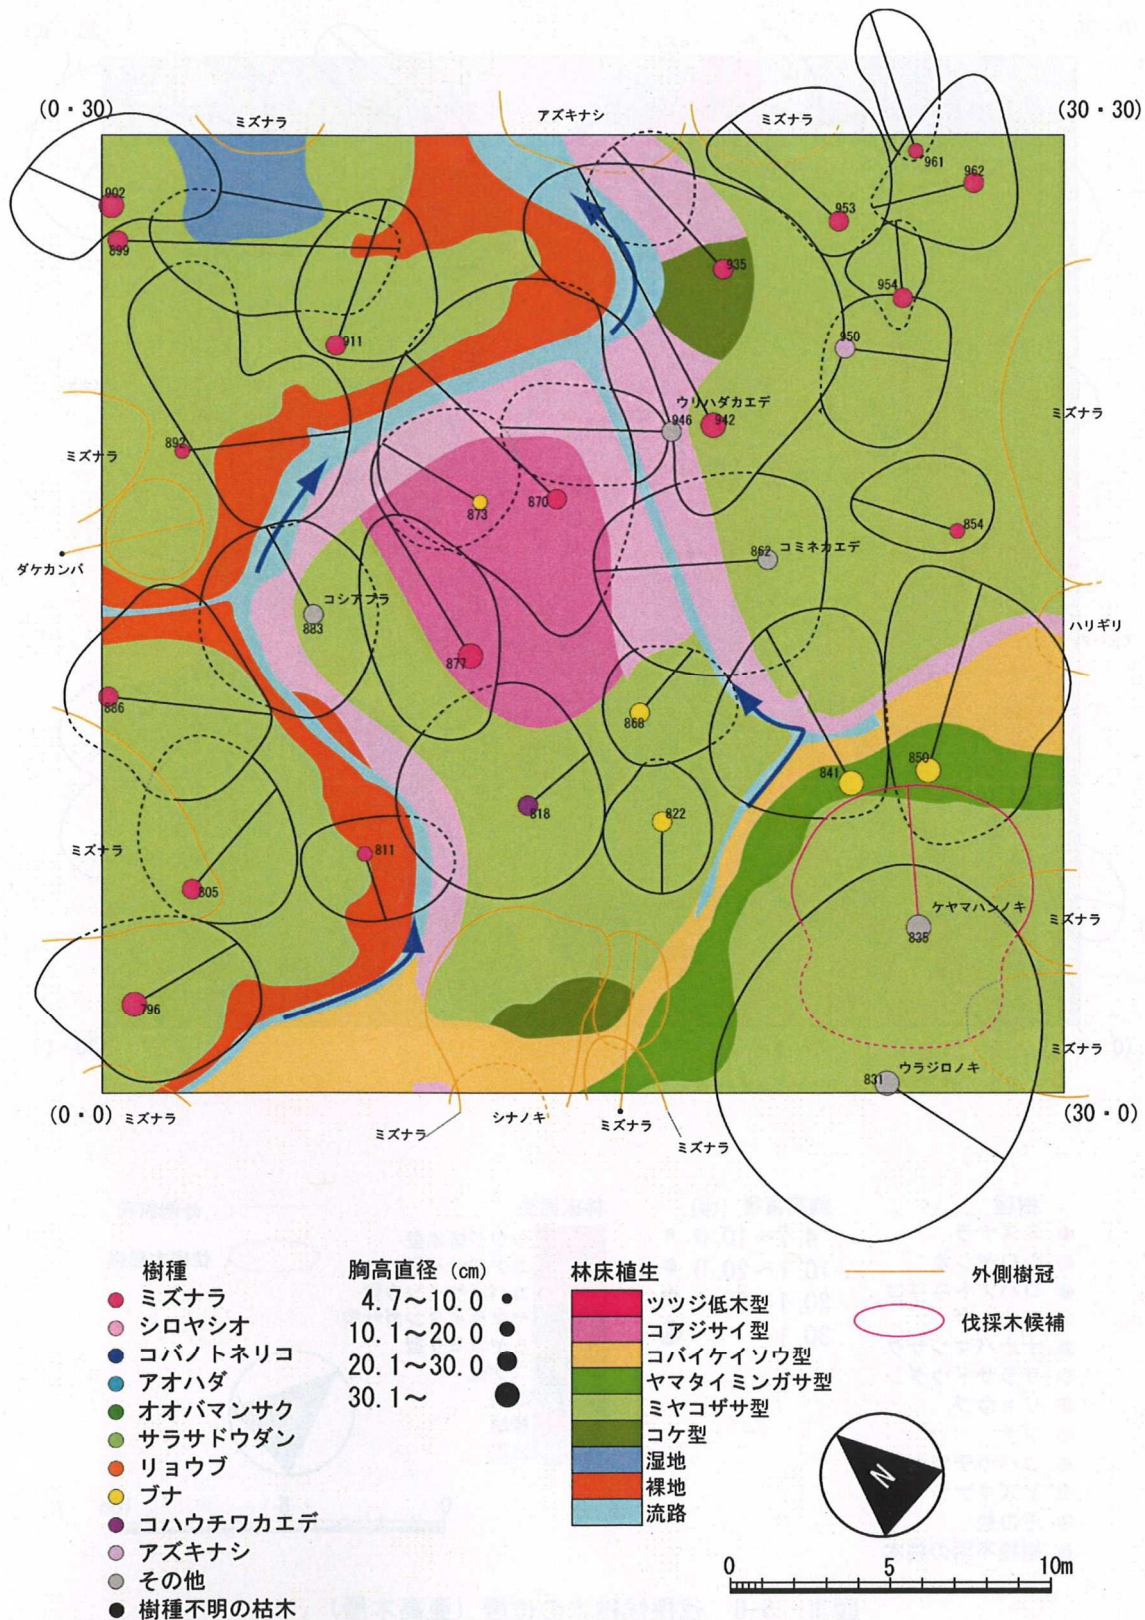 (0・30)
ミズナラ
アズキナシ
ミズナラ
(30・30)
961
962
902
953
899
935
954
911
950
ウリハダカエデ
946
942
ミズナラ
892
ミズナラ
873
870
854
862
コミネカエデ
ダケカンバ
コシアブラ
883
ハリギリ
877
886
868
850
841
818
822
ミズナラ
811
805
ケヤマハンノキ
835
ミズナラ
796
ミズナラ
ウラジロノキ
831
(0・0)
ミズナラ
ミズナラ
シナノキ
ミズナラ
ミズナラ
(30・0)
樹種
ミズナラ
シロヤシオ
コバノトネリコ
アオハダ
オオバマンサク
サラサドウダン
リョウブ
ブナ
コハウチワカエデ
アズキナシ
その他
樹種不明の枯木
胸高直径 (cm)
4.7～10.0
10.1～20.0
20.1～30.0
30.1～
林床植生
ツツジ低木型
コアジサイ型
コバイケイソウ型
ヤマタイミンガサ型
ミヤコザサ型
コケ型
湿地
裸地
流路
外側樹冠
伐採木候補
N
0 5 10m